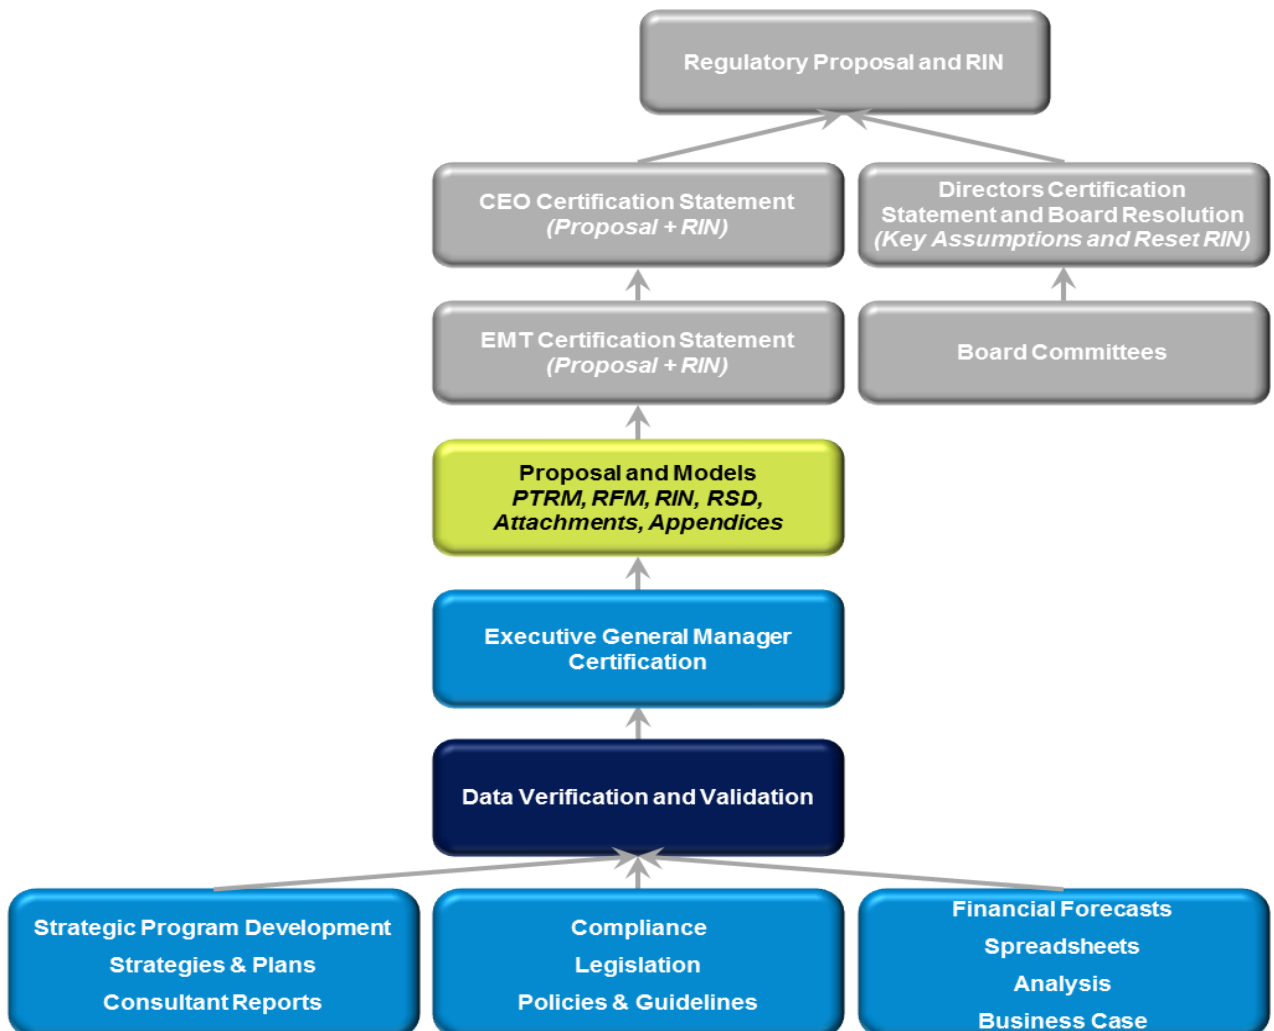 Regulatory Proposal and RIN
CEO Certification Statement
(Proposal + RIN)
Directors Certification
Statement and Board Resolution
(Key Assumptions and Reset RIN)
EMT Certification Statement
(Proposal + RIN)
Board Committees
Proposal and Models
PTRM, RFM, RIN, RSD,
Attachments, Appendices
Executive General Manager
Certification
Data Verification and Validation
Strategic Program Development
Strategies & Plans
Consultant Reports
Compliance
Legislation
Policies & Guidelines
Financial Forecasts
Spreadsheets
Analysis
Business Case